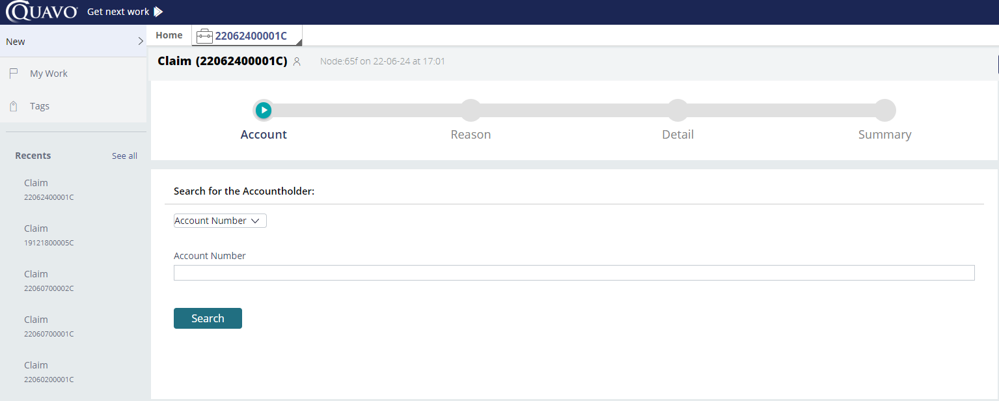 QUAVO Get next work
New
My Work
Tags
Recents See all
Claim
22062400001C
Claim
19121800005C
Claim
22060700002C
Claim
22060700001C
Claim
22060200001C
Home 22062400001C
Claim (22062400001C) Node:65f on 22-06-24 at 17:01
Account Reason Detail Summary
Search for the Accountholder:
Account Number
Account Number
Search